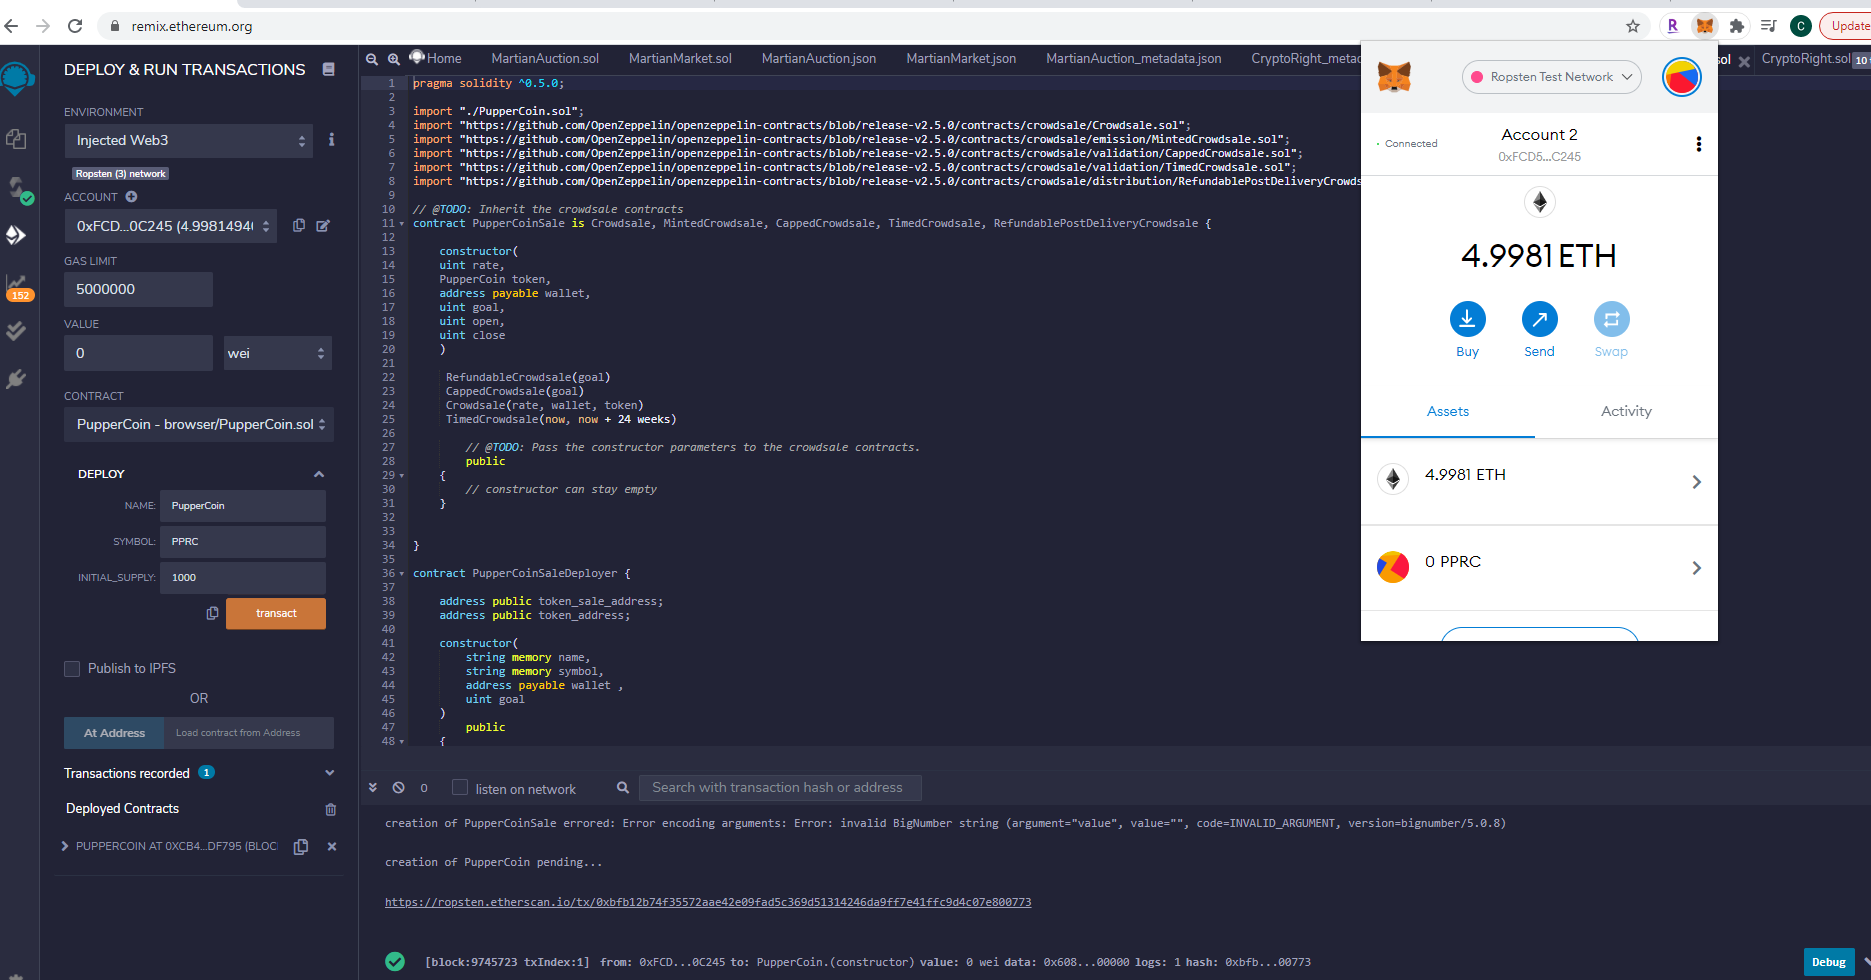 remix.ethereum.org
R
C
Update
DEPLOY & RUN TRANSACTIONS
ENVIRONMENT
Injected Web3
Ropsten (3) network
ACCOUNT
0xFCD...0C245 (4.9981494
GAS LIMIT
5000000
VALUE
0
wei
CONTRACT
PupperCoin - browser/PupperCoin.sol
DEPLOY
NAME: PupperCoin
SYMBOL: PPRC
INITIAL_SUPPLY: 1000
transact
Publish to IPFS
OR
At Address
Load contract from Address
Transactions recorded 1
Deployed Contracts
PUPPERCOIN AT 0XCB4...DF795 (BLOC
152
Home
MartianAuction.sol
MartianMarket.sol
MartianAuction.json
MartianMarket.json
MartianAuction_metadata.json
CryptoRight_metad
sol
CryptoRight.sol
10
1 pragma solidity ^0.5.0;
2
3 import "./PupperCoin.sol";
4 import "https://github.com/OpenZeppelin/openzeppelin-contracts/blob/release-v2.5.0/contracts/crowdsale/Crowdsale.sol";
5 import "https://github.com/OpenZeppelin/openzeppelin-contracts/blob/release-v2.5.0/contracts/crowdsale/emission/MintedCrowdsale.sol";
6 import "https://github.com/OpenZeppelin/openzeppelin-contracts/blob/release-v2.5.0/contracts/crowdsale/validation/CappedCrowdsale.sol";
7 import "https://github.com/OpenZeppelin/openzeppelin-contracts/blob/release-v2.5.0/contracts/crowdsale/validation/TimedCrowdsale.sol";
8 import "https://github.com/OpenZeppelin/openzeppelin-contracts/blob/release-v2.5.0/contracts/crowdsale/distribution/RefundablePostDeliveryCrowds
9
10 // @TODO: Inherit the crowdsale contracts
11 contract PupperCoinSale is Crowdsale, MintedCrowdsale, CappedCrowdsale, TimedCrowdsale, RefundablePostDeliveryCrowdsale {
12
13 constructor(
14 uint rate,
15 PupperCoin token,
16 address payable wallet,
17 uint goal,
18 uint open,
19 uint close
20 )
21
22 RefundableCrowdsale(goal)
23 CappedCrowdsale(goal)
24 Crowdsale(rate, wallet, token)
25 TimedCrowdsale(now, now + 24 weeks)
26
27 // @TODO: Pass the constructor parameters to the crowdsale contracts.
28 public
29 {
30 // constructor can stay empty
31 }
32
33
34 }
35
36 contract PupperCoinSaleDeployer {
37
38 address public token_sale_address;
39 address public token_address;
40
41 constructor(
42 string memory name,
43 string memory symbol,
44 address payable wallet ,
45 uint goal
46 )
47 public
48 {
Ropsten Test Network
Connected
Account 2
0xFCD5...C245
4.9981 ETH
Buy
Send
Swap
Assets
Activity
4.9981 ETH
0 PPRC
0
listen on network
Search with transaction hash or address
creation of PupperCoinSale errored: Error encoding arguments: Error: invalid BigNumber string (argument="value", value="", code=INVALID_ARGUMENT, version=bignumber/5.0.8)
creation of PupperCoin pending...
https://ropsten.etherscan.io/tx/0xbfb12b74f35572aae42e09fad5c369d51314246da9ff7e41ffc9d4c07e800773
[block:9745723 txIndex:1] from: 0xFCD...0C245 to: PupperCoin.(constructor) value: 0 wei data: 0x608...00000 logs: 1 hash: 0xbfb...00773
Debug